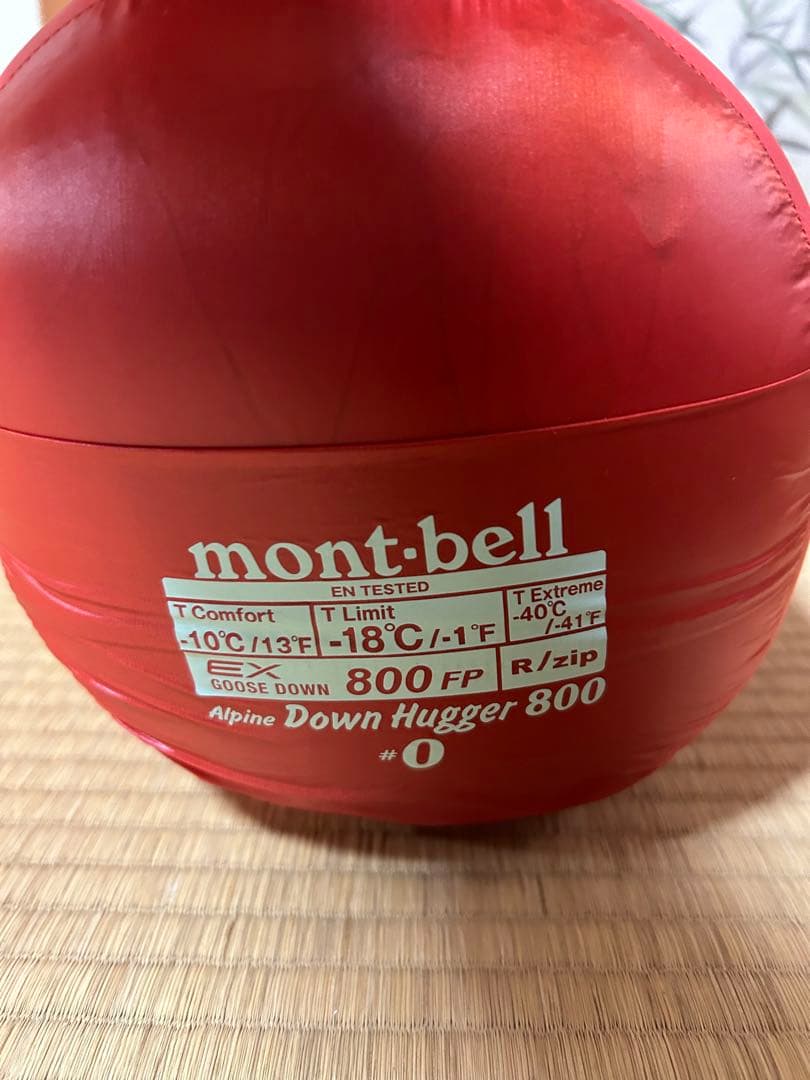 mont-bell
EN TESTED
T Comfort
-10℃/13°F
T Limit
-18℃/-1°F
T Extreme
-40℃
/-41°F
EX
GOOSE DOWN
800 FP
R/zip
Alpine Down Hugger 800
#0